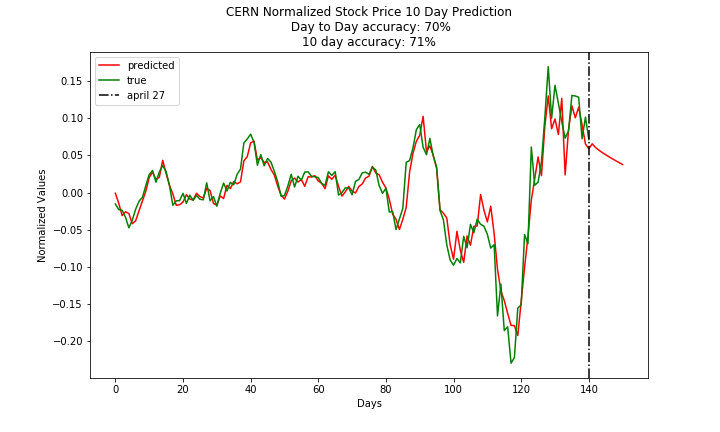 CERN Normalized Stock Price 10 Day Prediction
Day to Day accuracy: 70%
10 day accuracy: 71%
predicted
true
april 27
Normalized Values
0.15
0.10
0.05
0.00
−0.05
−0.10
−0.15
−0.20
0 20 40 60 80 100 120 140
Days